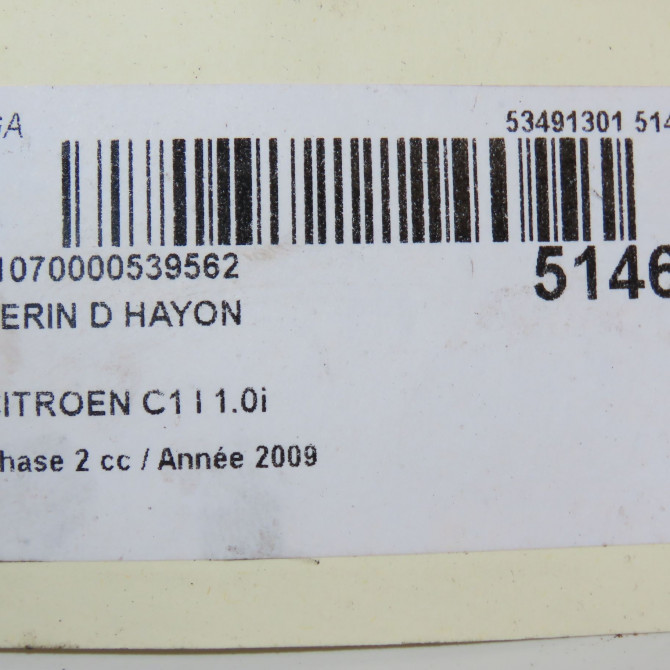 53491301 514
1070000539562
5146
ERIN D HAYON
ITROEN C1 I 1.0i
hase 2 cc / Année 2009